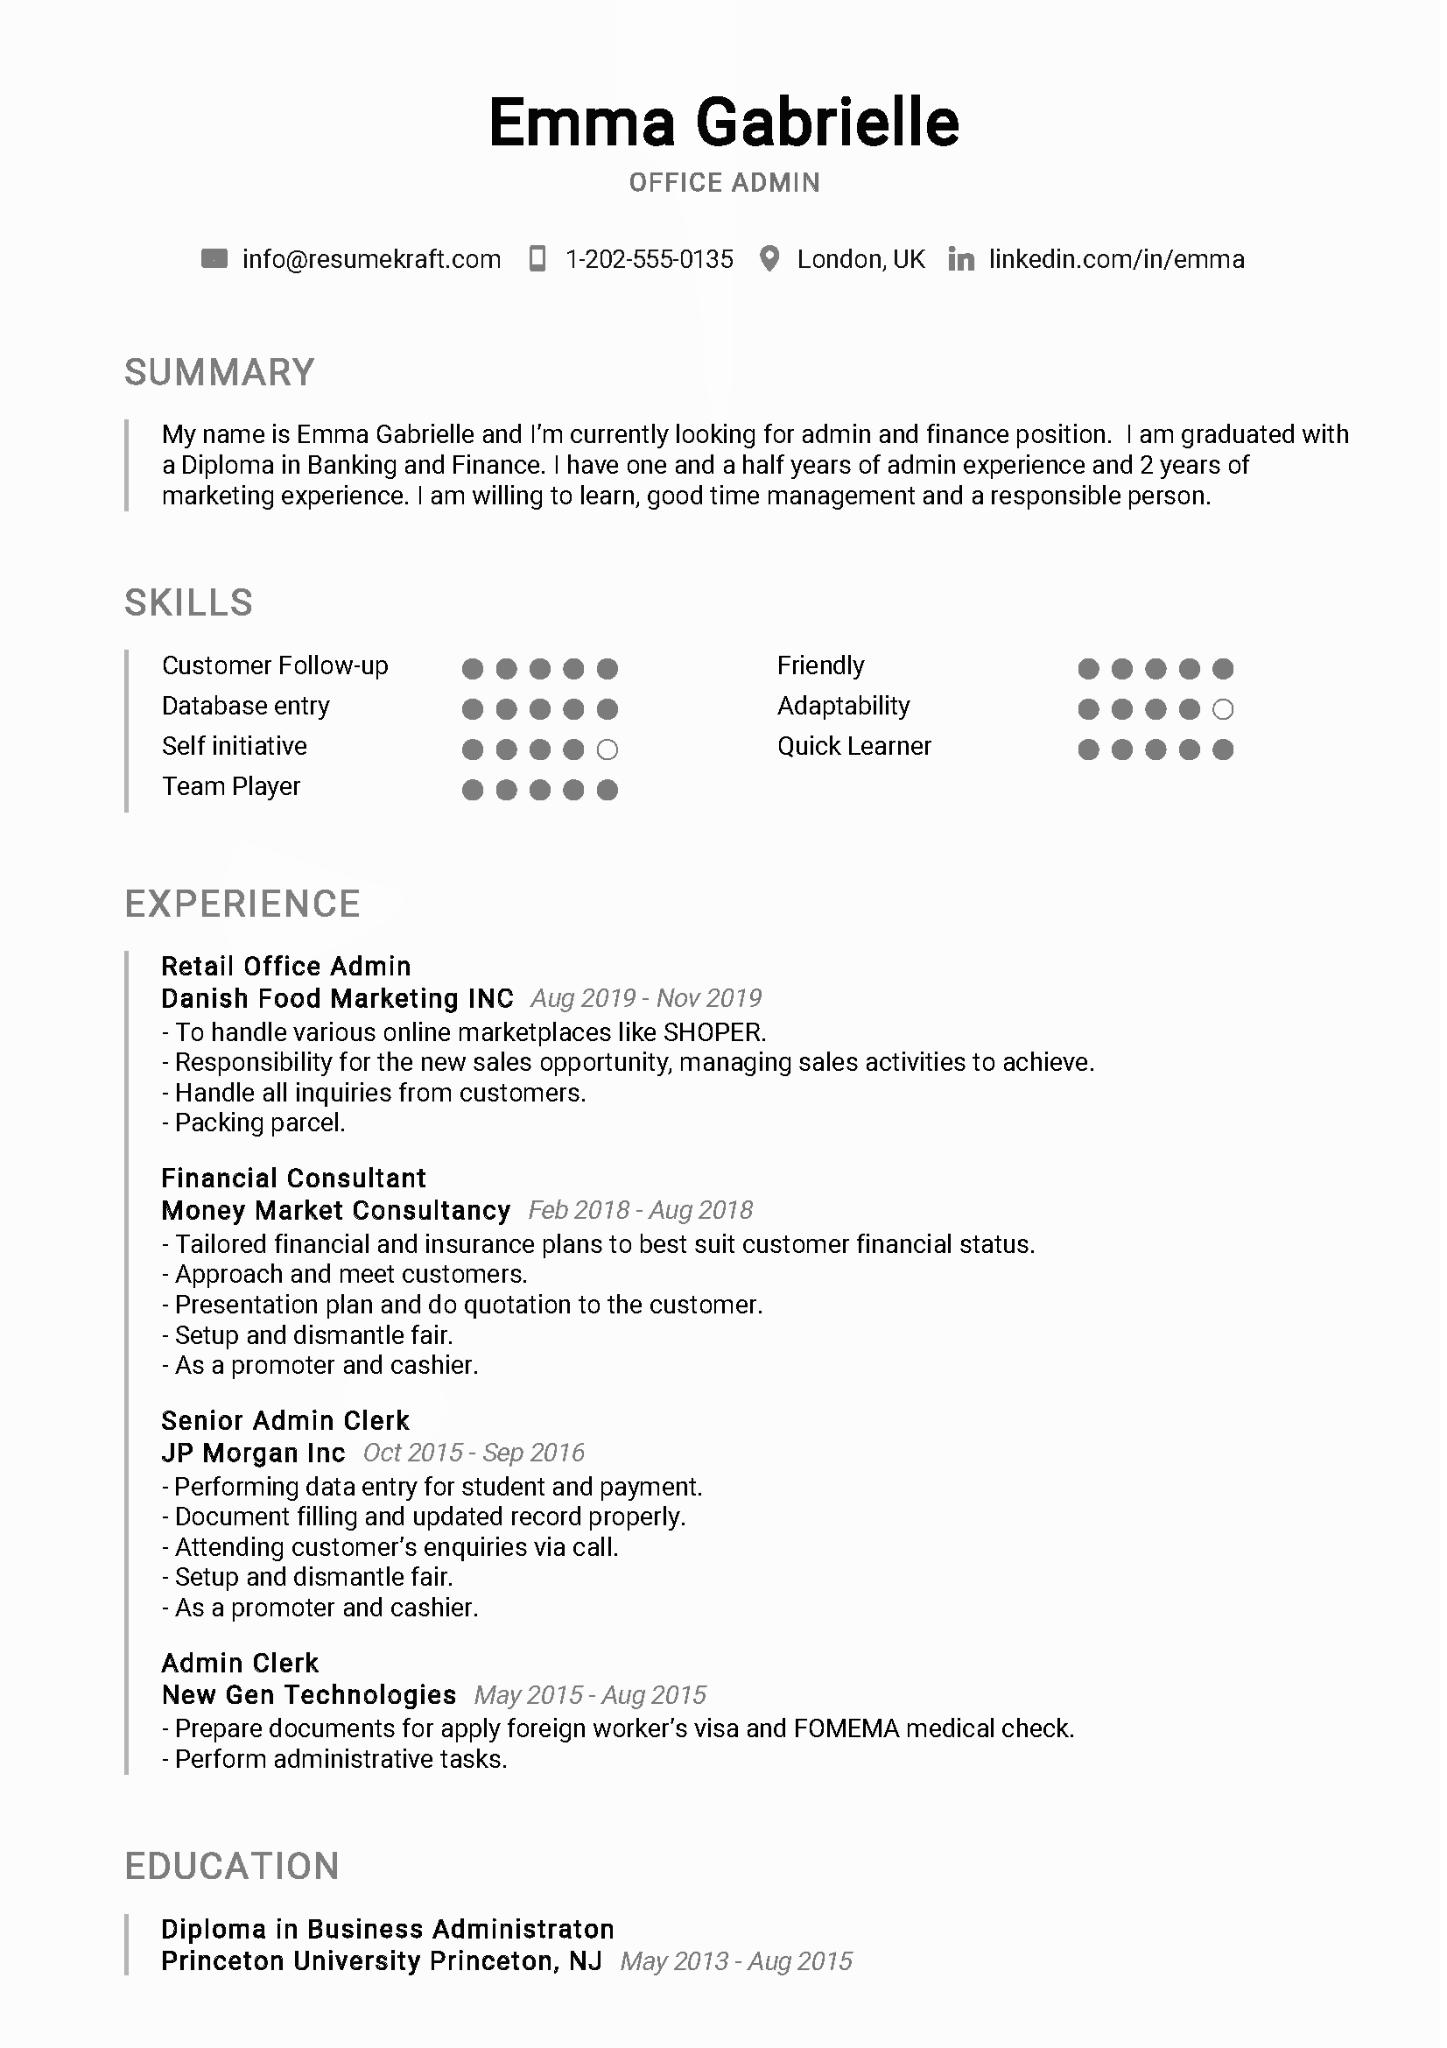 Emma Gabrielle
OFFICE ADMIN
info@resumekraft.com 1-202-555-0135 London, UK linkedin.com/in/emma
SUMMARY
My name is Emma Gabrielle and I'm currently looking for admin and finance position.  I am graduated with
a Diploma in Banking and Finance. I have one and a half years of admin experience and 2 years of
marketing experience. I am willing to learn, good time management and a responsible person.
SKILLS
Customer Follow-up
Database entry
Self initiative
Team Player
Friendly
Adaptability
Quick Learner
EXPERIENCE
Retail Office Admin
Danish Food Marketing INC Aug 2019 - Nov 2019
- To handle various online marketplaces like SHOPER.
- Responsibility for the new sales opportunity, managing sales activities to achieve.
- Handle all inquiries from customers.
- Packing parcel.
Financial Consultant
Money Market Consultancy Feb 2018 - Aug 2018
- Tailored financial and insurance plans to best suit customer financial status.
- Approach and meet customers.
- Presentation plan and do quotation to the customer.
- Setup and dismantle fair.
- As a promoter and cashier.
Senior Admin Clerk
JP Morgan Inc Oct 2015 - Sep 2016
- Performing data entry for student and payment.
- Document filling and updated record properly.
- Attending customer's enquiries via call.
- Setup and dismantle fair.
- As a promoter and cashier.
Admin Clerk
New Gen Technologies May 2015 - Aug 2015
- Prepare documents for apply foreign worker's visa and FOMEMA medical check.
- Perform administrative tasks.
EDUCATION
Diploma in Business Administraton
Princeton University Princeton, NJ May 2013 - Aug 2015